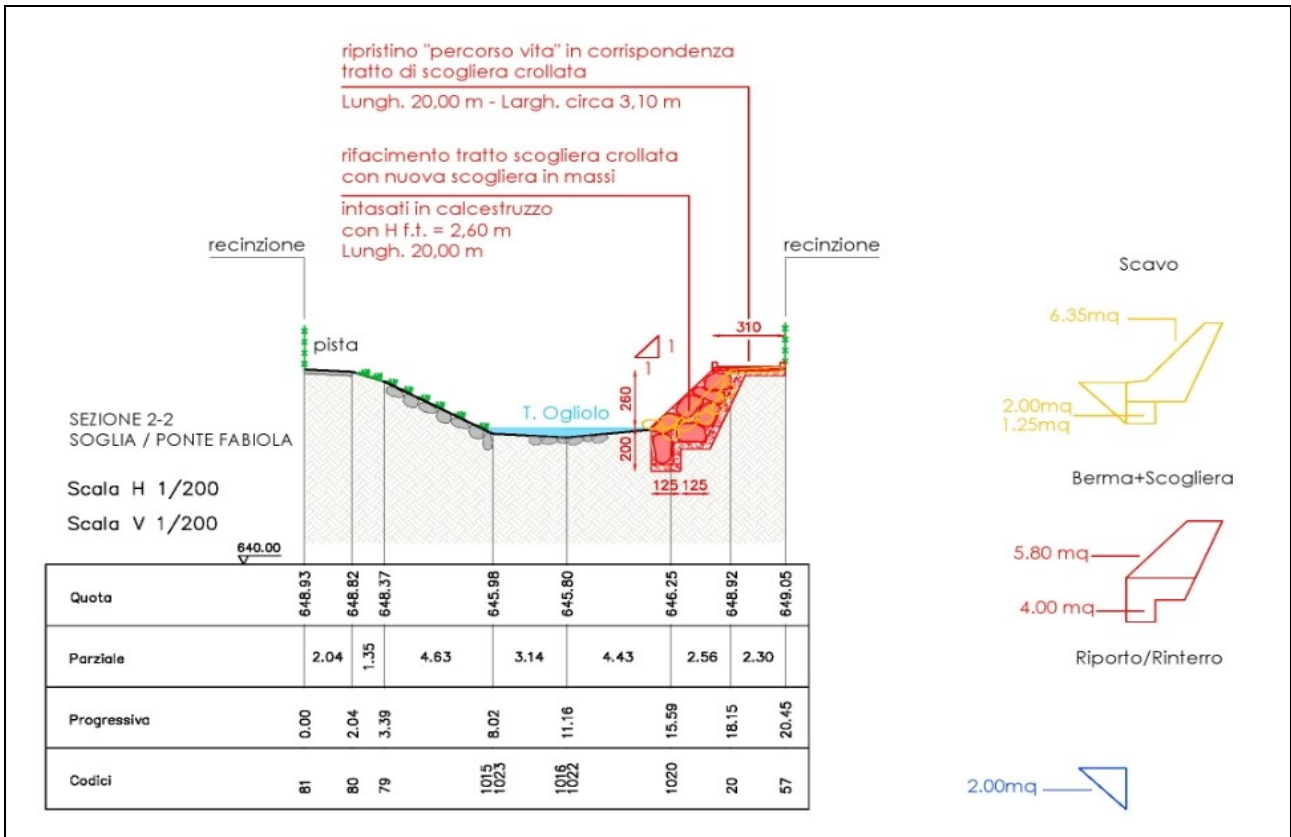 ripristino "percorso vita" in corrispondenza
tratto di scogliera crollata
Lungh. 20,00 m - Largh. circa 3,10 m
rifacimento tratto scogliera crollata
con nuova scogliera in massi
intasati in calcestruzzo
con H f.t. = 2,60 m
Lungh. 20,00 m
recinzione
recinzione
pista
T. Ogliolo
1
1
310
260
200
125 125
SEZIONE 2-2
SOGLIA / PONTE FABIOLA
Scala H 1/200
Scala V 1/200
640.00
Quota 648.93 648.82 648.37 645.98 645.80 646.25 648.92 649.05
Parziale 2.04 1.35 4.63 3.14 4.43 2.56 2.30
Progressiva 0.00 2.04 3.39 8.02 11.16 15.59 18.15 20.45
Codici 81 80 79 1015 1023 1016 1022 1020 20 57
Scavo
6.35mq
2.00mq
1.25mq
Berma+Scogliera
5.80 mq
4.00 mq
Riporto/Rinterro
2.00mq